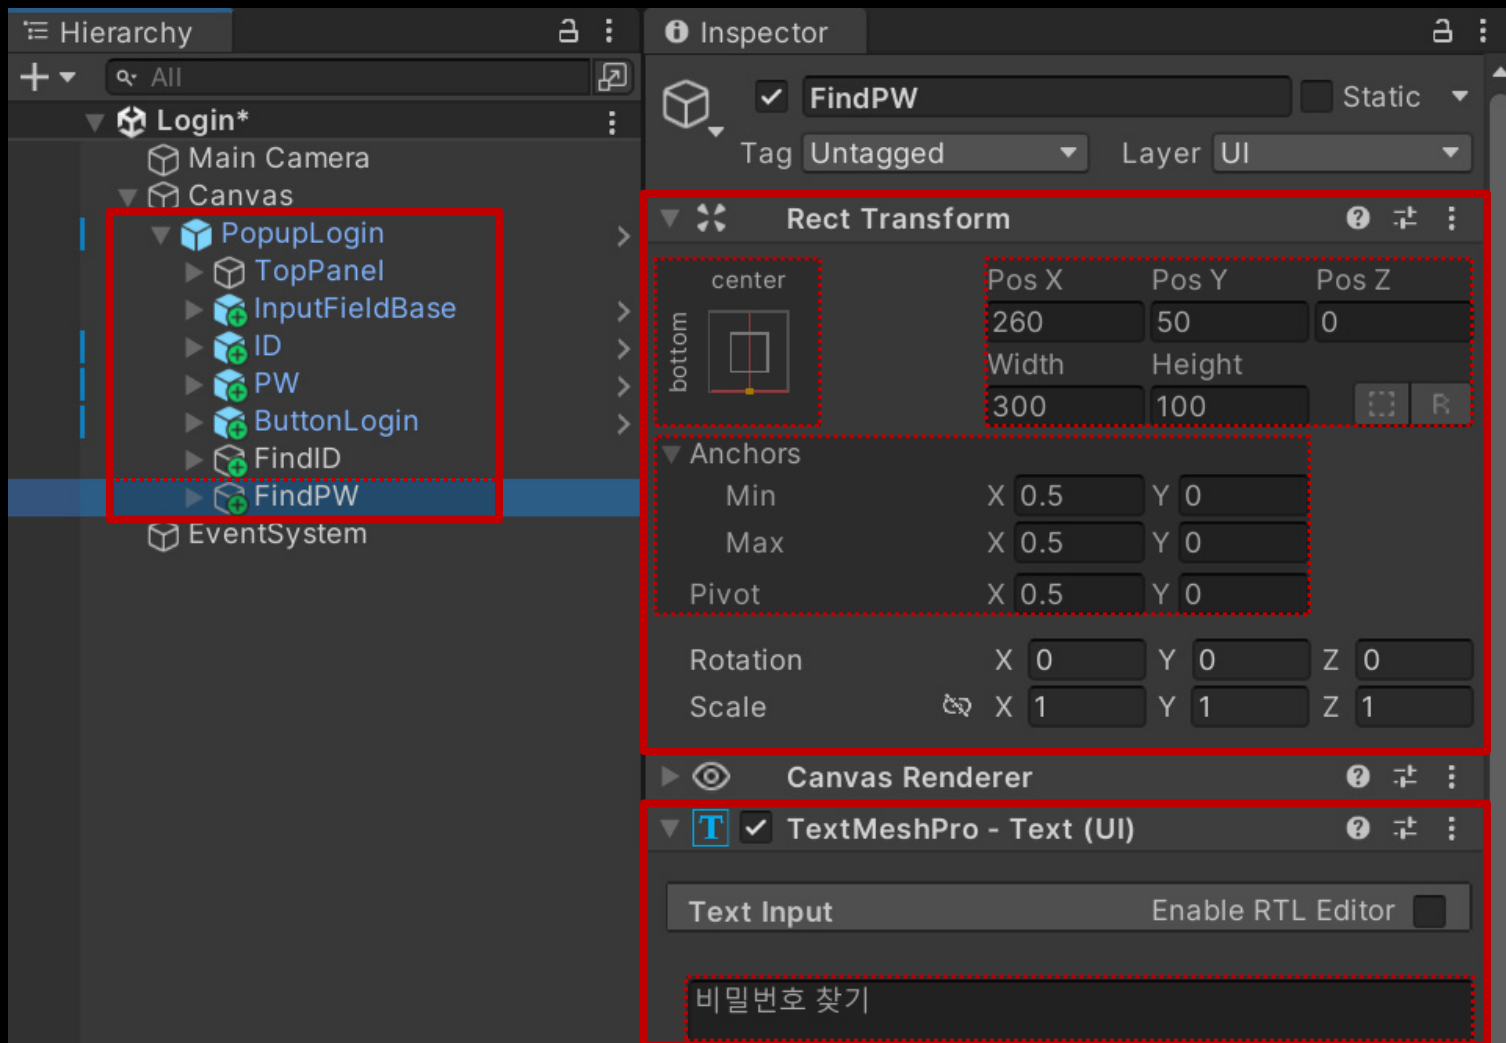 Hierarchy
All
Login*
Main Camera
Canvas
PopupLogin
TopPanel
InputFieldBase
ID
PW
ButtonLogin
FindID
FindPW
EventSystem
Inspector
FindPW Static
Tag Untagged Layer UI
Rect Transform
center
bottom
Pos X Pos Y Pos Z
260 50 0
Width Height
300 100 R
Anchors
Min X 0.5 Y 0
Max X 0.5 Y 0
Pivot X 0.5 Y 0
Rotation X 0 Y 0 Z 0
Scale X 1 Y 1 Z 1
Canvas Renderer
T TextMeshPro - Text (UI)
Text Input Enable RTL Editor
비밀번호 찾기